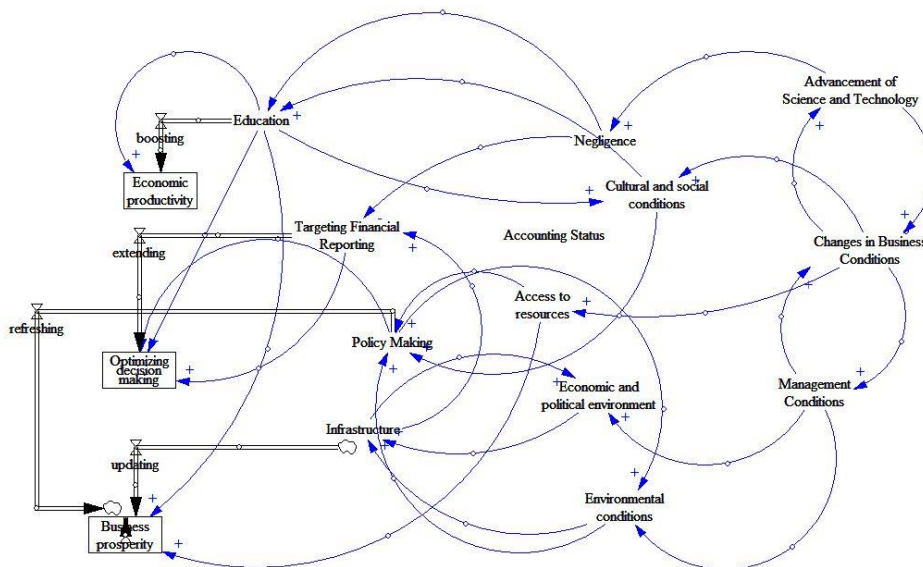 Advancement of
Science and Technology
Education
boosting
Negligence
Economic
productivity
Cultural and social
conditions
Targeting Financial
Reporting
Accounting Status
extending
Changes in Business
Conditions
Access to
resources
refreshing
Policy Making
Optimizing
decision
making
Economic and
political environment
Management
Conditions
Infrastructure
updating
Environmental
conditions
Business
prosperity